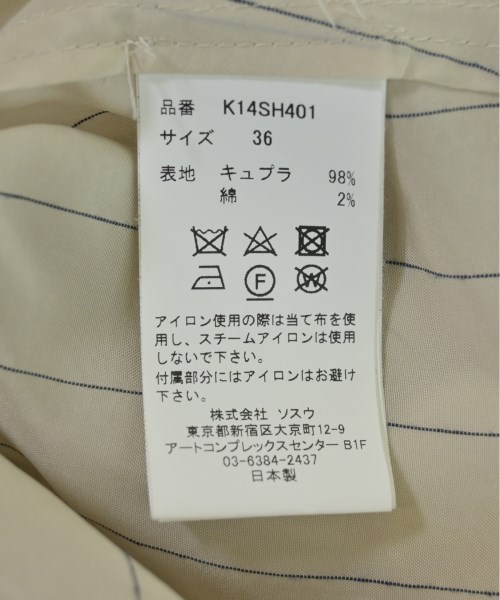 品番 K14SH401
サイズ 36
表地 キュプラ 98%
綿 2%
F
W
アイロン使用の際は当て布を使
用し、スチームアイロンは使用
しないで下さい。
付属部分にはアイロンはお避け
下さい。
株式会社 ソスウ
東京都新宿区大京町12-9
アートコンプレックスセンター B1F
03-6384-2437
日本製